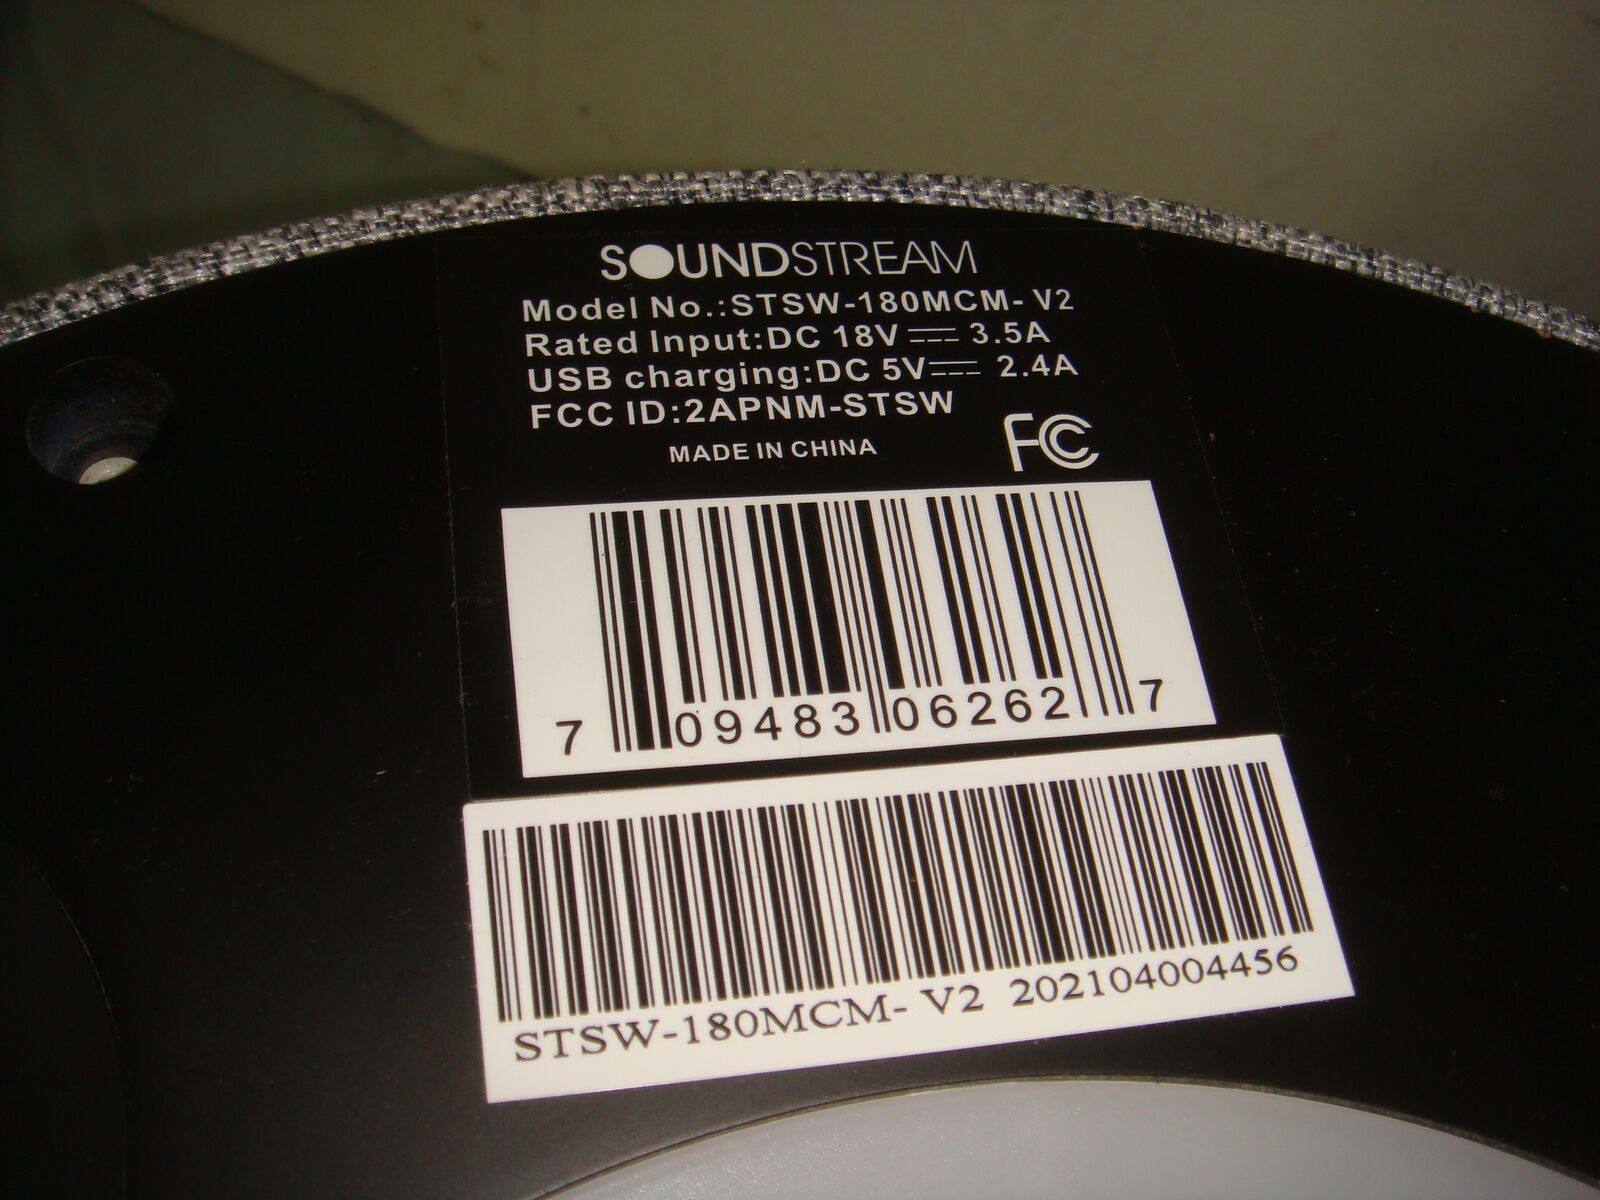 SOUNDSTREAM
Model No.:STSW-180MCM- V2
Rated Input:DC 18V ⎓ 3.5A
USB charging:DC 5V⎓ 2.4A
FCC ID:2APNM-STSW
MADE IN CHINA
FC
7 09483 06262 7
STSW-180MCM- V2 202104004456